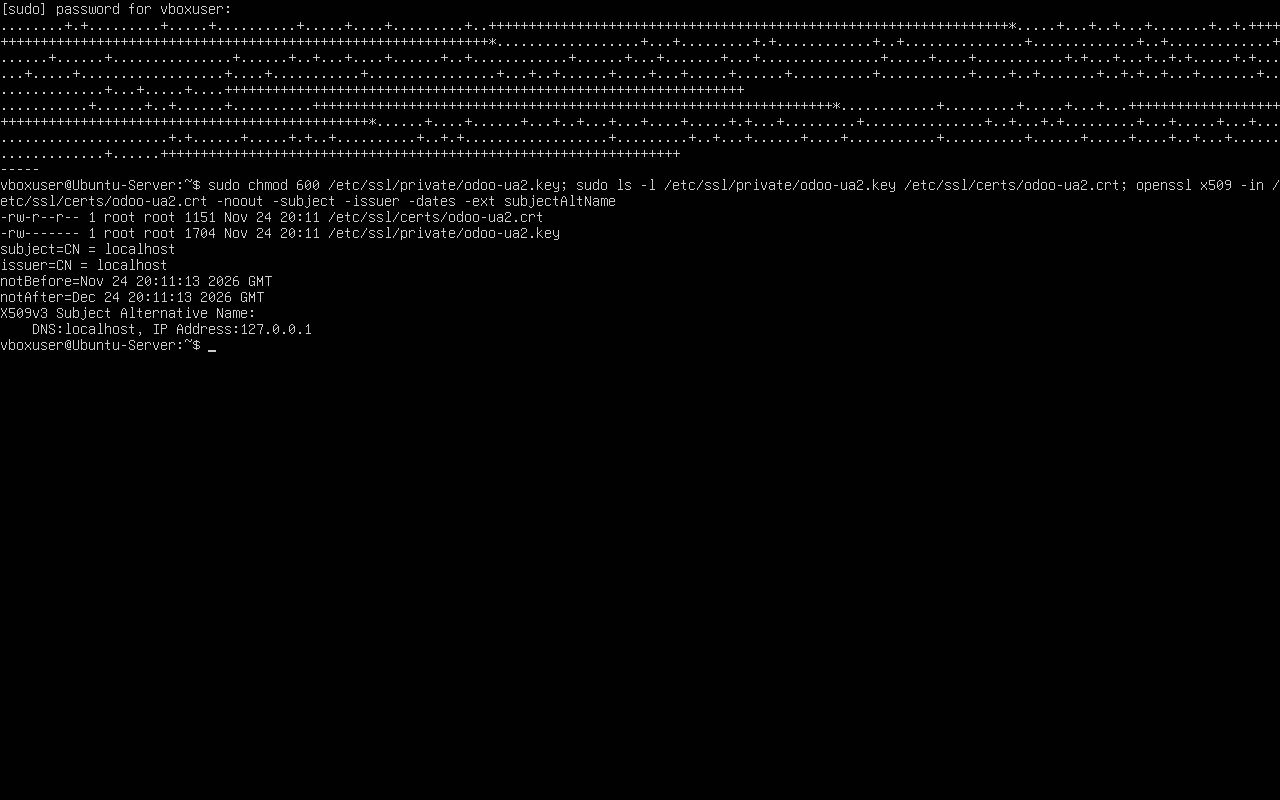 [sudo] password for vboxuser:
........+.+.........+.....+..........+.....+....+.........+..+++++++++++++++++++++++++++++++++++++++++++++++++++++++++++++++++*.....+...+..+...+.......+..+.++++
+++++++++++++++++++++++++++++++++++++++++++++++++++++++++++++*..................+...+.........+.+............+..+..............+.............+..+.............+
......+......+...............+......+..+...+...+..+......+............+......+...+.......................+.....+.....+..........+.+...+..+...+..+.+.+.....+.+..
...+.....+..................+....+...........+.................+...+..+.....+....+...+......+......+..........+............+....+..+.......+..+.+..+...+.......+..
.............+...+.....+....+++++++++++++++++++++++++++++++++++++++++++++++++++++++++++++++++
...........+......+..+......+..........+++++++++++++++++++++++++++++++++++++++++++++++++++++++++++++++++*............+.........+.....+...+...+++++++++++++++++++
++++++++++++++++++++++++++++++++++++++++++++++*......+....+.....+...+..+...+...+....+.....+.+...+.........+...............+..+...+.+..........+...+.....+...+...
.....................+.+......+.....+.+..+..........+..+.+..................+.........+..+...+......+....+...........+.........+......+.....+....+..+...+......
.............+......+++++++++++++++++++++++++++++++++++++++++++++++++++++++++++++++++
-----
vboxuser@Ubuntu-Server:~$ sudo chmod 600 /etc/ssl/private/odoo-ua2.key; sudo ls -l /etc/ssl/private/odoo-ua2.key /etc/ssl/certs/odoo-ua2.crt; openssl x509 -in /
etc/ssl/certs/odoo-ua2.crt -noout -subject -issuer -dates -ext subjectAltName
-rw-r--r-- 1 root root 1151 Nov 24 20:11 /etc/ssl/certs/odoo-ua2.crt
-rw------- 1 root root 1704 Nov 24 20:11 /etc/ssl/private/odoo-ua2.key
subject=CN = localhost
issuer=CN = localhost
notBefore=Nov 24 20:11:13 2026 GMT
notAfter=Dec 24 20:11:13 2026 GMT
X509v3 Subject Alternative Name:
    DNS:localhost, IP Address:127.0.0.1
vboxuser@Ubuntu-Server:~$ _